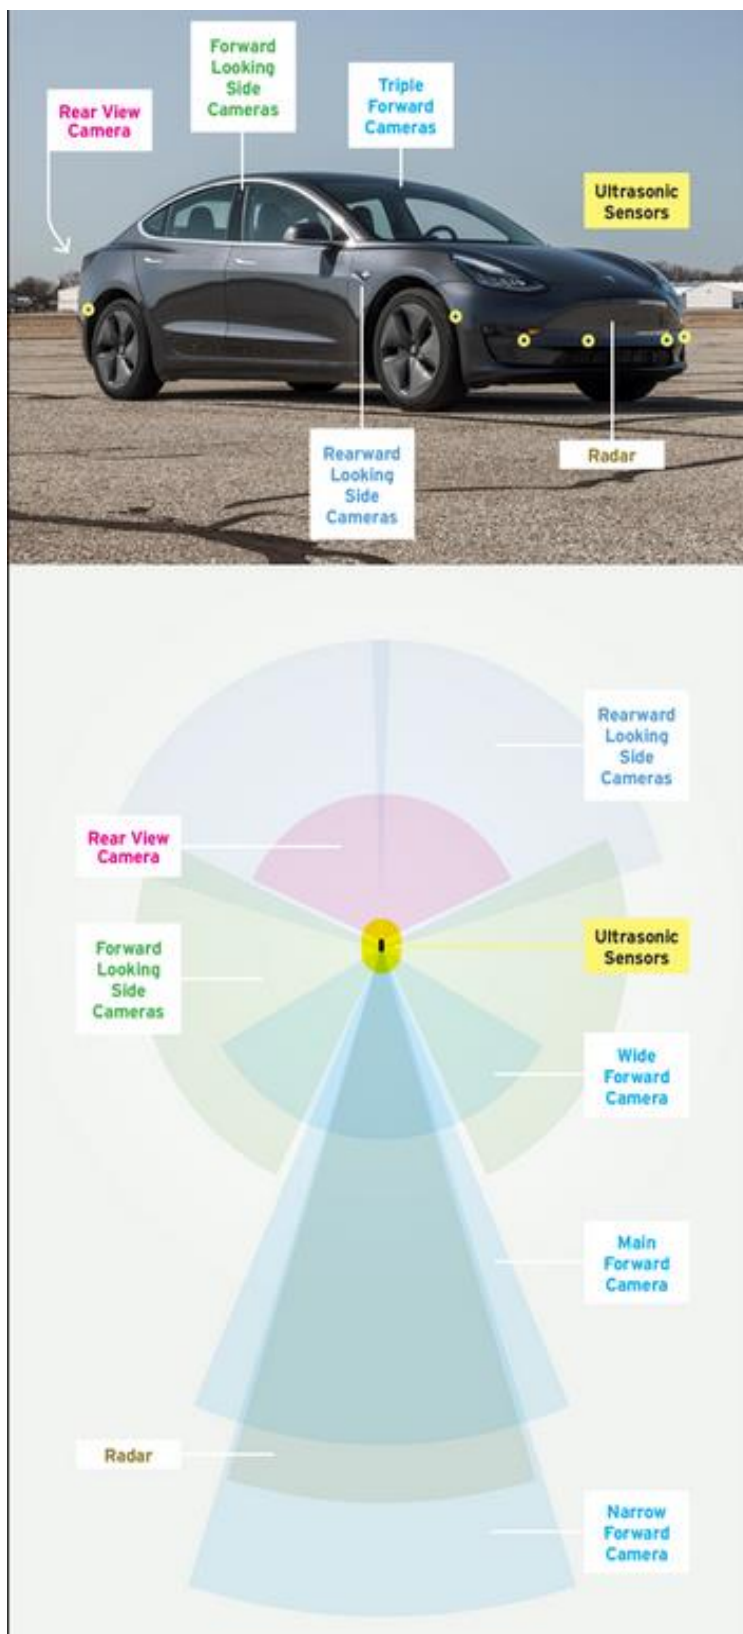 Forward
Looking
Side
Cameras
Triple
Forward
Cameras
Rear View
Camera
Ultrasonic
Sensors
Rearward
Looking
Side
Cameras
Radar
Rearward
Looking
Side
Cameras
Rear View
Camera
Ultrasonic
Sensors
Forward
Looking
Side
Cameras
Wide
Forward
Camera
Main
Forward
Camera
Radar
Narrow
Forward
Camera